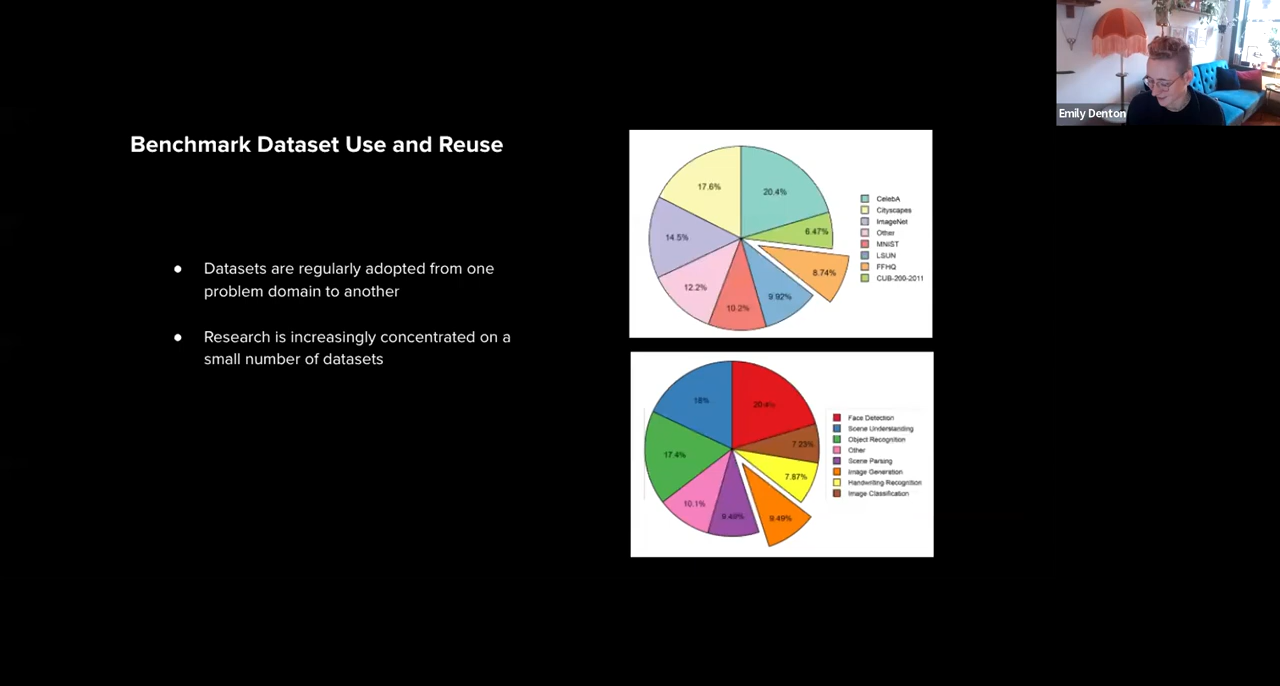 Emily Denton
Benchmark Dataset Use and Reuse
● Datasets are regularly adopted from one
problem domain to another
● Research is increasingly concentrated on a
small number of datasets
17.6%
20.4%
6.47%
14.5%
8.74%
12.2%
9.92%
10.2%
CelebA
Cityscapes
ImageNet
Other
MNIST
LSUN
FFHQ
CUB-200-2011
18%
20.4%
7.23%
17.4%
7.87%
10.1%
9.49%
9.49%
Face Detection
Scene Understanding
Object Recognition
Other
Scene Parsing
Image Generation
Handwriting Recognition
Image Classification